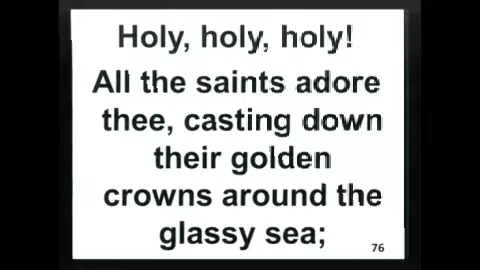 Holy, holy, holy!
All the saints adore
thee, casting down
their golden
crowns around the
glassy sea;
76